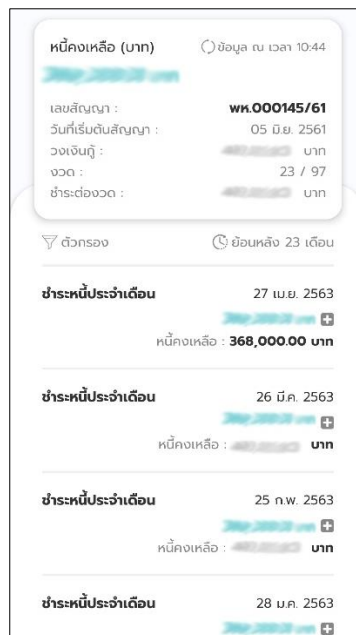 หนี้คงเหลือ (บาท) ข้อมูล ณ เวลา 10:44
เลขสัญญา : พห.000145/61
วันที่เริ่มต้นสัญญา : 05 มิ.ย. 2561
วงเงินกู้ : บาท
งวด : 23 / 97
ชำระต่องวด : บาท
ตัวกรอง ย้อนหลัง 23 เดือน
ชำระหนี้ประจำเดือน 27 เม.ย. 2563
หนี้คงเหลือ : 368,000.00 บาท
ชำระหนี้ประจำเดือน 26 มี.ค. 2563
หนี้คงเหลือ : บาท
ชำระหนี้ประจำเดือน 25 ก.พ. 2563
หนี้คงเหลือ : บาท
ชำระหนี้ประจำเดือน 28 ม.ค. 2563